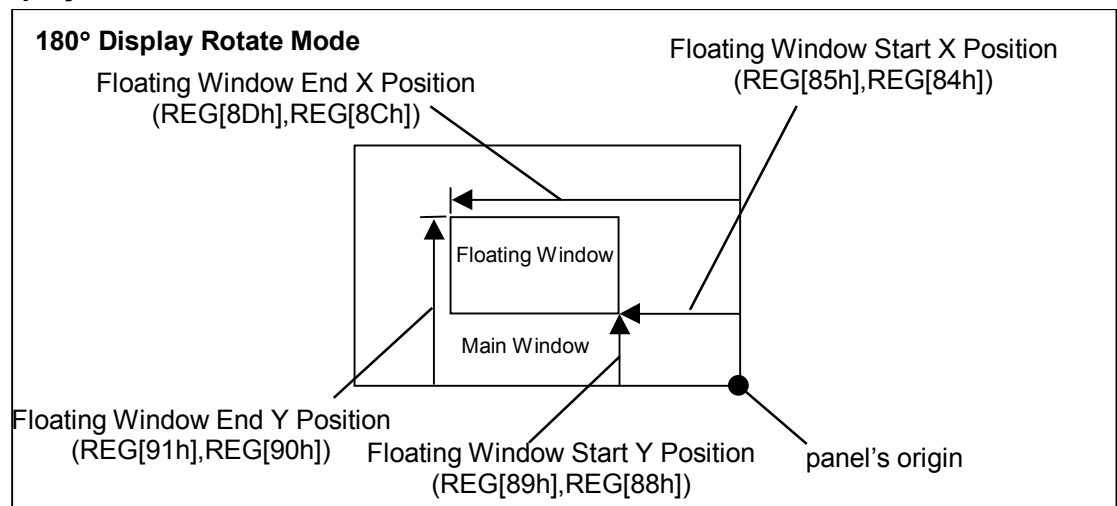 180° Display Rotate Mode
Floating Window Start X Position
(REG[85h],REG[84h])
Floating Window End X Position
(REG[8Dh],REG[8Ch])
Floating Window
Main Window
Floating Window End Y Position
(REG[91h],REG[90h])
Floating Window Start Y Position
(REG[89h],REG[88h])
panel's origin